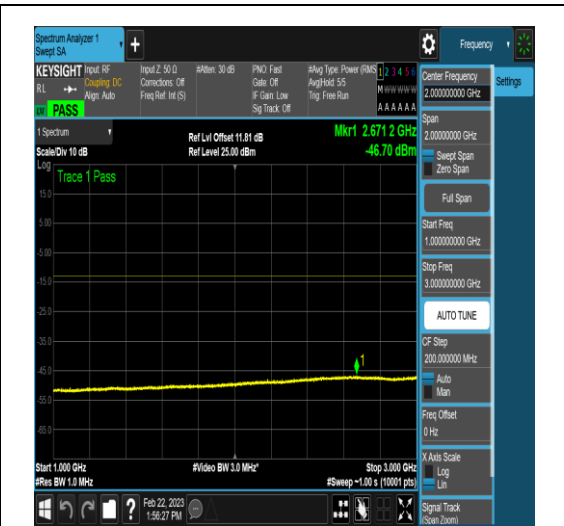 Spectrum Analyzer 1
Swept SA
Frequency
KEYSIGHT
RL
PASS
Input: RF
Coupling: DC
Align: Auto
Input Z: 50 Ω
Corrections: Off
Freq Ref: Int (S)
#Atten: 30 dB
PNO: Fast
Gate: Off
IF Gain: Low
Sig Track: Off
#Avg Type: Power (RMS
Avg|Hold: 5/5
Trig: Free Run
1 2 3 4 5 6
M W W W W W
A A A A A A
1 Spectrum
Scale/Div 10 dB
Ref Lvl Offset 11.81 dB
Ref Level 25.00 dBm
Mkr1 2.671 2 GHz
-46.70 dBm
Log
Trace 1 Pass
15.0
5.00
-5.00
-15.0
-25.0
-35.0
-45.0
-55.0
-65.0
1
Start 1.000 GHz
#Res BW 1.0 MHz
#Video BW 3.0 MHz*
Stop 3.000 GHz
#Sweep ~1.00 s (10001 pts)
Center Frequency
2.000000000 GHz
Settings
Span
2.00000000 GHz
Swept Span
Zero Span
Full Span
Start Freq
1.000000000 GHz
Stop Freq
3.000000000 GHz
AUTO TUNE
CF Step
200.000000 MHz
Auto
Man
Freq Offset
0 Hz
X Axis Scale
Log
Lin
Signal Track
(Span Zoom)
Feb 22, 2023
1:56:27 PM